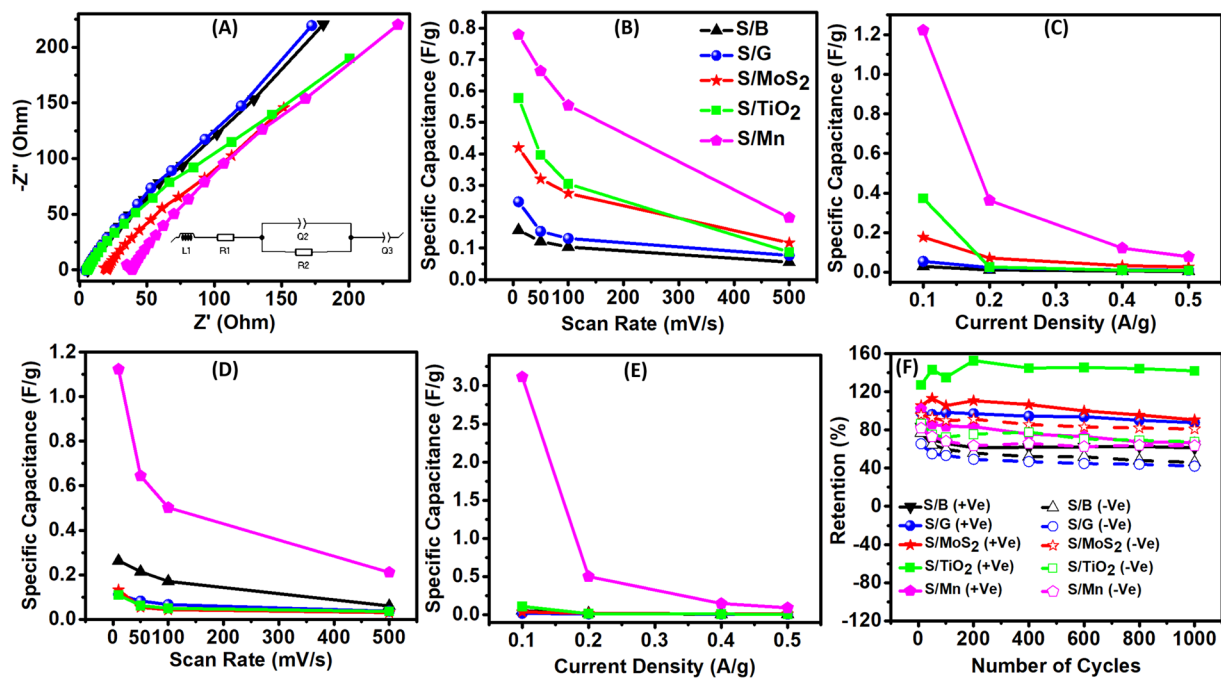 (A)
220
200
150
100
50
0
-Z'' (Ohm)
0
50
100
150
200
Z' (Ohm)
L1
R1
Q2
R2
Q3
(B)
S/B
S/G
S/MoS2
S/TiO2
S/Mn
0.8
0.7
0.6
0.5
0.4
0.3
0.2
0.1
0.0
Specific Capacitance (F/g)
0
50
100
200
300
400
500
Scan Rate (mV/s)
(C)
1.2
1.0
0.8
0.6
0.4
0.2
0.0
Specific Capacitance (F/g)
0.1
0.2
0.3
0.4
0.5
Current Density (A/g)
(D)
1.2
1.0
0.8
0.6
0.4
0.2
0.0
Specific Capacitance (F/g)
0
50
100
200
300
400
500
Scan Rate (mV/s)
(E)
3.0
2.5
2.0
1.5
1.0
0.5
0.0
Specific Capacitance (F/g)
0.1
0.2
0.3
0.4
0.5
Current Density (A/g)
(F)
160
120
80
40
0
-40
-80
-120
Retention (%)
S/B (+Ve)
S/G (+Ve)
S/MoS2 (+Ve)
S/TiO2 (+Ve)
S/Mn (+Ve)
S/B (-Ve)
S/G (-Ve)
S/MoS2 (-Ve)
S/TiO2 (-Ve)
S/Mn (-Ve)
0
200
400
600
800
1000
Number of Cycles